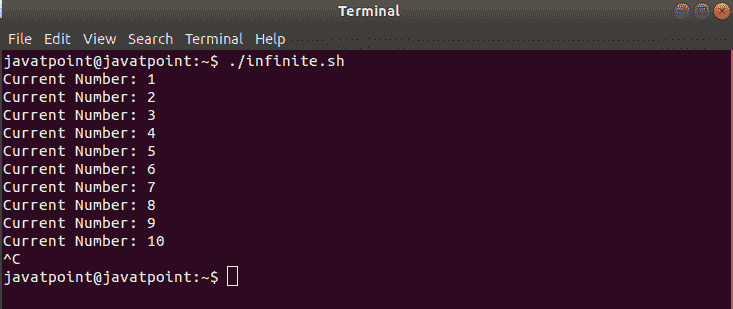 Terminal
File Edit View Search Terminal Help
javatpoint@javatpoint:~$ ./infinite.sh
Current Number: 1
Current Number: 2
Current Number: 3
Current Number: 4
Current Number: 5
Current Number: 6
Current Number: 7
Current Number: 8
Current Number: 9
Current Number: 10
^C
javatpoint@javatpoint:~$